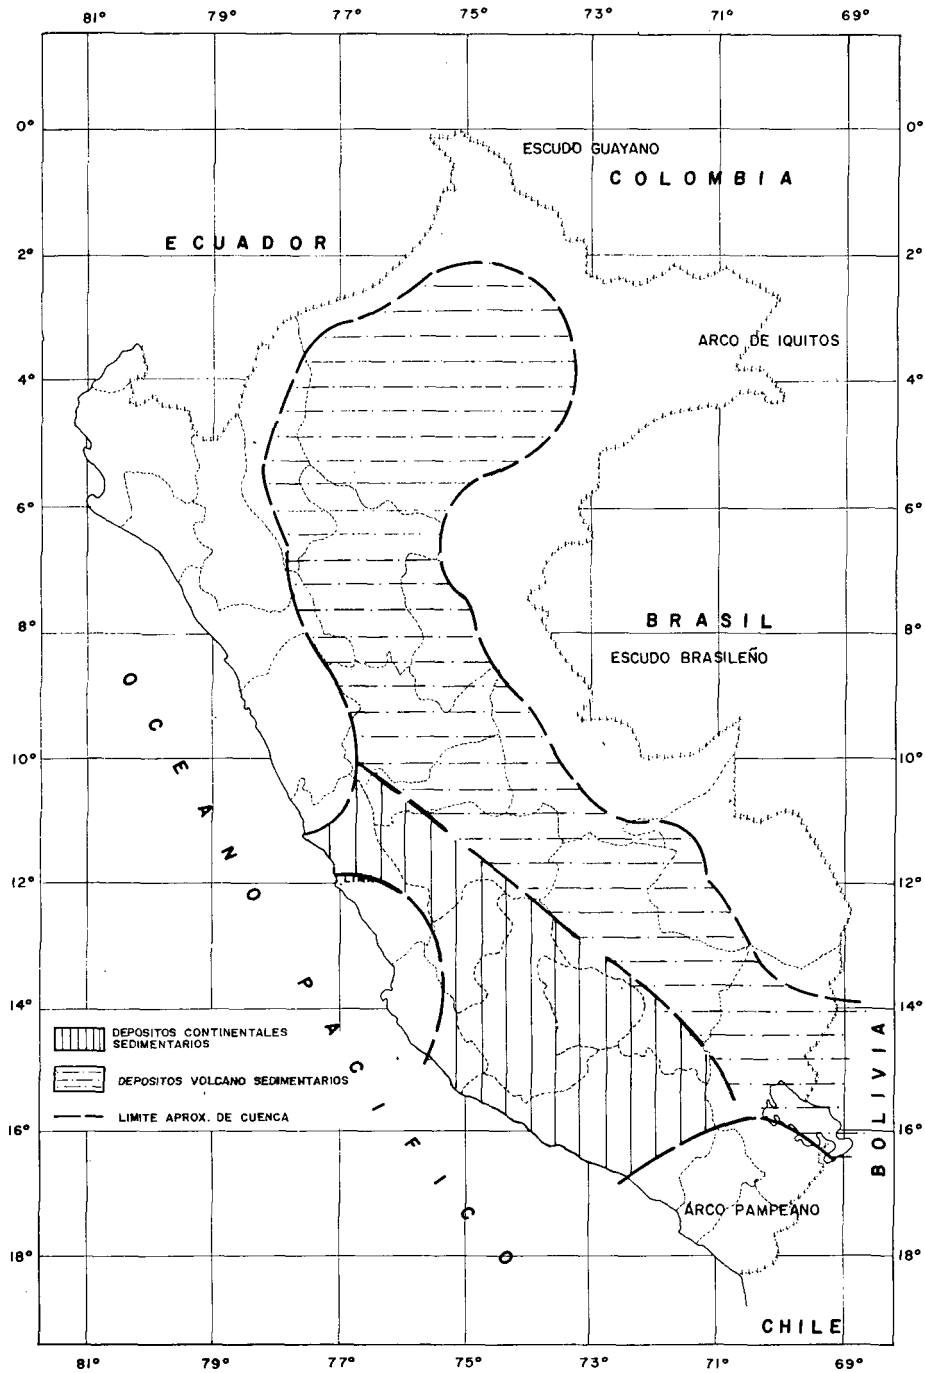 81° 79° 77° 75° 73° 71° 69°
0° 0°
ESCUDO GUAYANO
COLOMBIA
ECUADOR
2° 2°
ARCO DE IQUITOS
4° 4°
6° 6°
BRASIL
8° 8°
ESCUDO BRASILEÑO
OCEANO PACIFICO
10° 10°
12° 12°
14° 14°
DEPOSITOS CONTINENTALES
SEDIMENTARIOS
DEPOSITOS VOLCANO SEDIMENTARIOS
LIMITE APROX. DE CUENCA
BOLIVIA
16° 16°
ARCO PAMPEANO
18° 18°
CHILE
81° 79° 77° 75° 73° 71° 69°